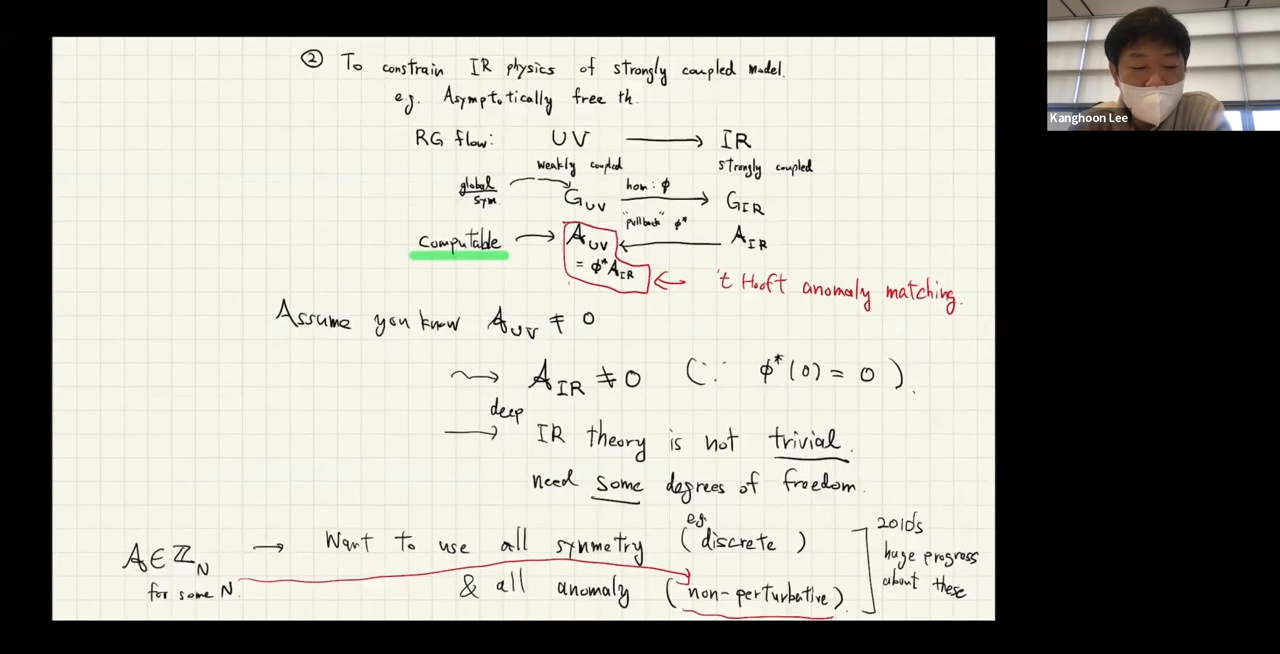 ② To constrain IR physics of strongly coupled model.
e.g. Asymptotically free th.
RG flow: UV ⟶ IR
weakly coupled strongly coupled
global sym. G_UV hom: φ G_IR
"pullback" φ*
computable → A_UV ← A_IR
= φ* A_IR ← 't Hooft anomaly matching.
Assume you know A_UV ≠ 0
⇝ A_IR ≠ 0 (∵ φ*(0) = 0).
deep
→ IR theory is not trivial.
need some degrees of freedom.
A ∈ ℤ_N → Want to use all symmetry (e.g. discrete)
for some N. & all anomaly (non-perturbative).
2010's
huge progress
about these
Kanghoon Lee